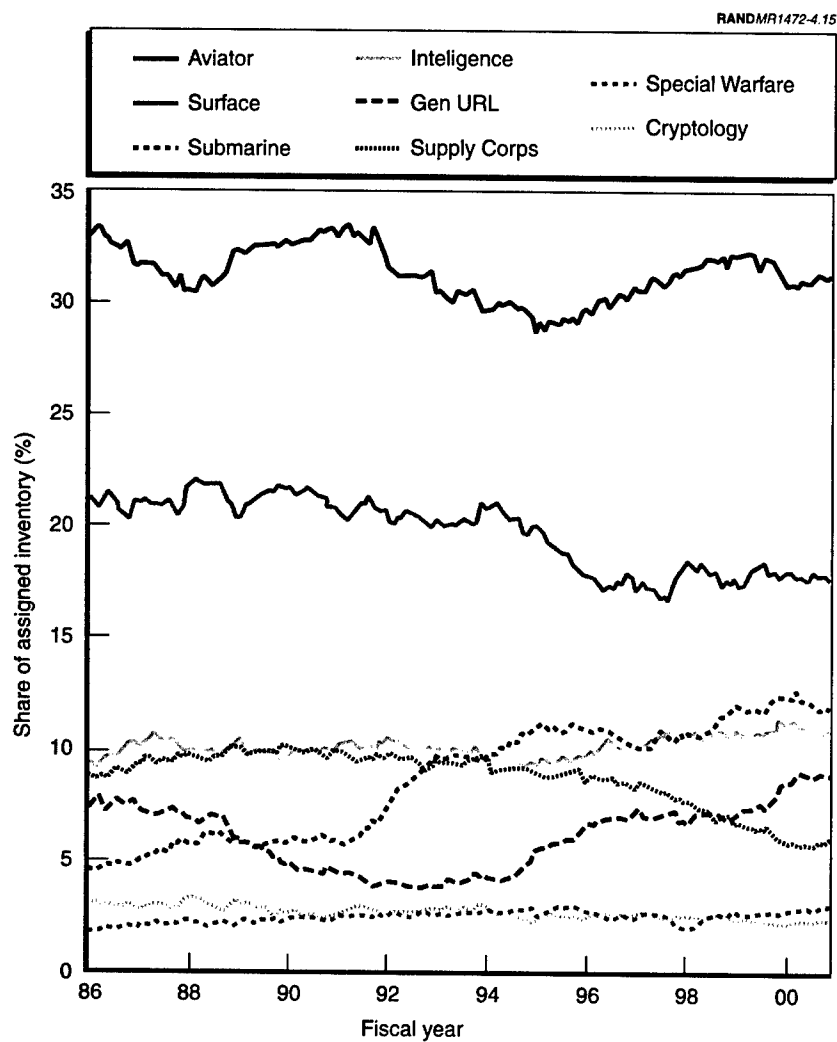 RANDMR1472-4.15
Aviator
Surface
Submarine
Inteligence
Gen URL
Supply Corps
Special Warfare
Cryptology
Share of assigned inventory (%)
35
30
25
20
15
10
5
0
86 88 90 92 94 96 98 00
Fiscal year